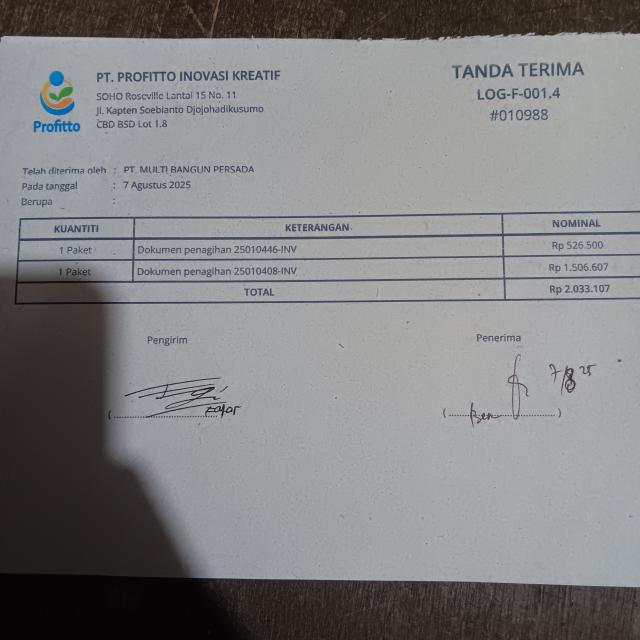 PT. PROFITTO INOVASI KREATIF
SOHO Roseville Lantai 15 No. 11
Jl. Kapten Soebianto Djojohadikusumo
CBD BSD Lot 1.8
Profitto
TANDA TERIMA
LOG-F-001.4
#010988
Telah diterima oleh : PT. MULTI BANGUN PERSADA
Pada tanggal : 7 Agustus 2025
Berupa :
KUANTITI KETERANGAN NOMINAL
1 Paket Dokumen penagihan 25010446-INV Rp 526.500
1 Paket Dokumen penagihan 25010408-INV Rp 1.506.607
TOTAL Rp 2.033.107
Pengirim Penerima
7/8 25
(........................) (........................)
Fajar Ben